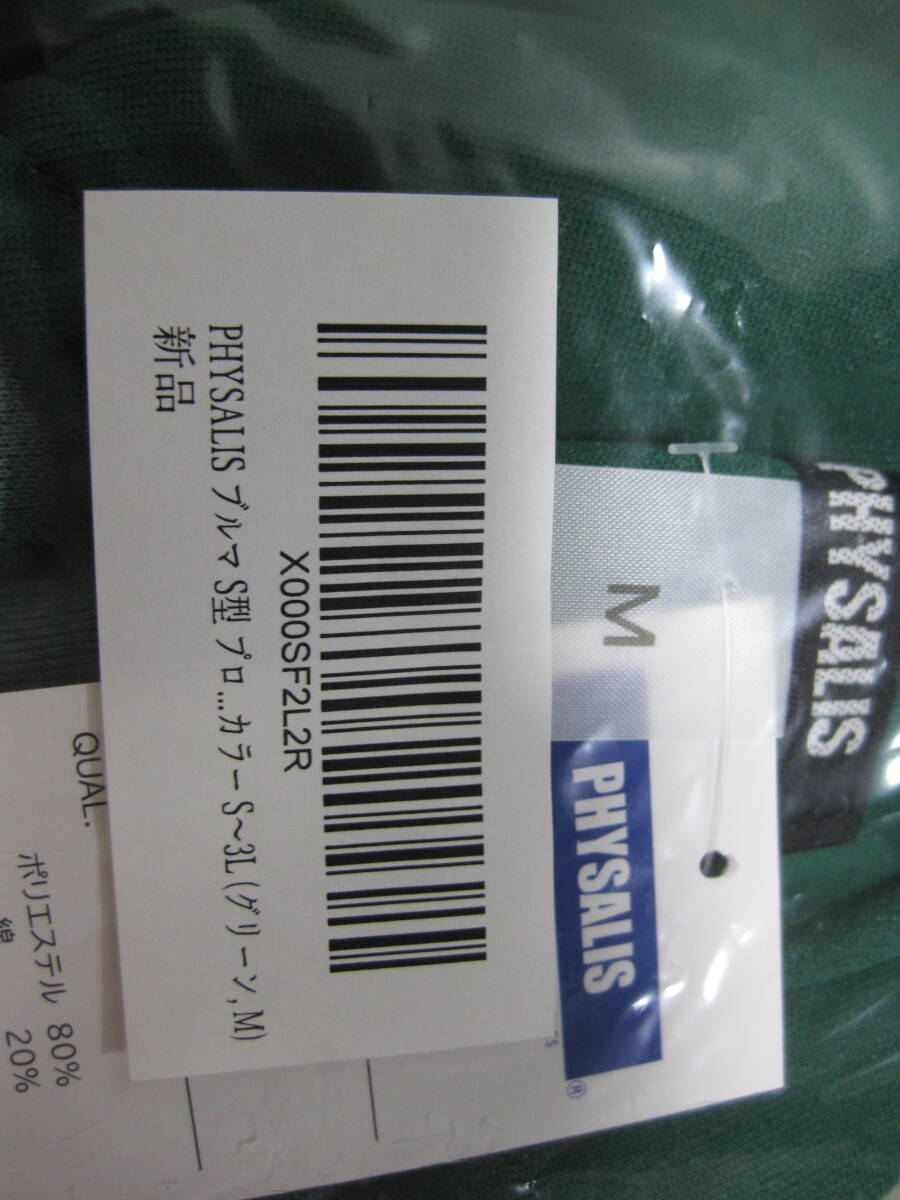 X000SF2L2R
PHYSALIS ブルマ S型 プロ...カラー S～3L (グリーン, M)
新品
PHYSALIS
M
PHYSALIS
®
QUAL.
ポリエステル 80%
綿 20%